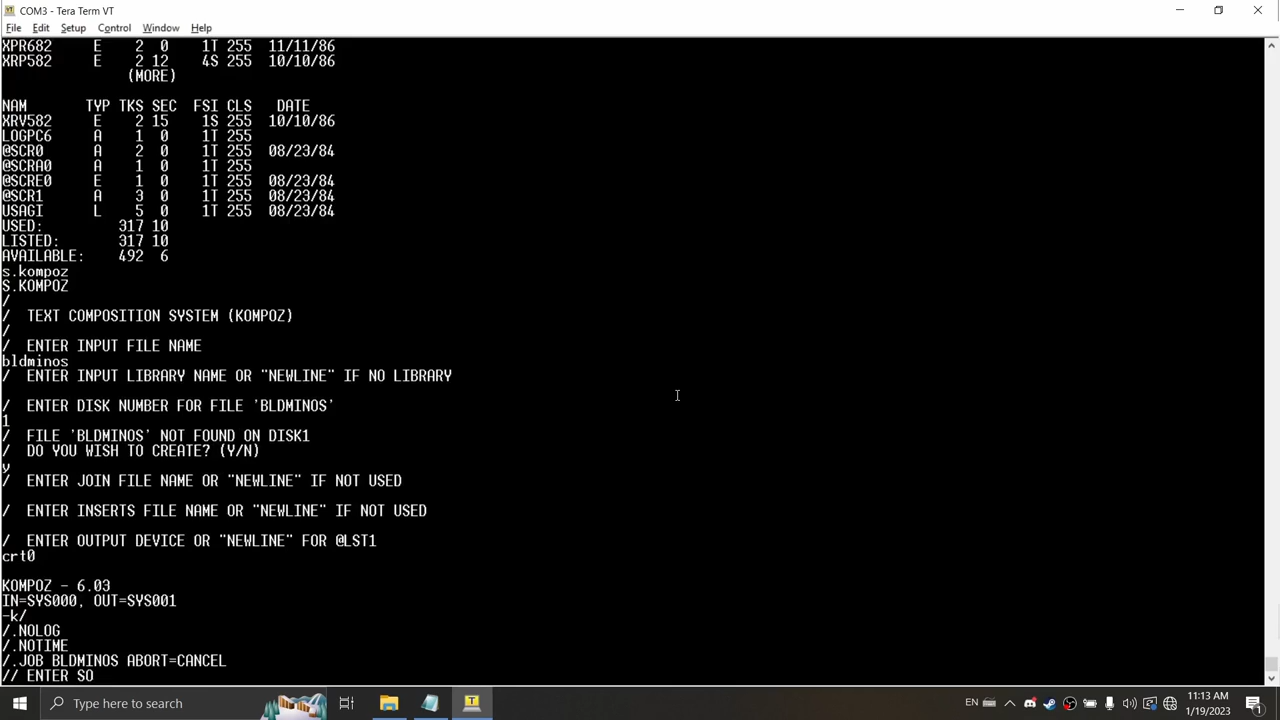 COM3 - Tera Term VT
File Edit Setup Control Window Help
XPR682 E 2 0 1T 255 11/11/86
XRP582 E 2 12 4S 255 10/10/86
(MORE)
NAM TYP TKS SEC FSI CLS DATE
XRV582 E 2 15 1S 255 10/10/86
LOGPC6 A 1 0 1T 255
@SCR0 A 2 0 1T 255 08/23/84
@SCRA0 A 1 0 1T 255
@SCRE0 E 1 0 1T 255 08/23/84
@SCR1 A 3 0 1T 255 08/23/84
USAGI L 5 0 1T 255 08/23/84
USED: 317 10
LISTED: 317 10
AVAILABLE: 492 6
s.kompoz
S.KOMPOZ
/
/ TEXT COMPOSITION SYSTEM (KOMPOZ)
/
/ ENTER INPUT FILE NAME
bldminos
/ ENTER INPUT LIBRARY NAME OR "NEWLINE" IF NO LIBRARY
/ ENTER DISK NUMBER FOR FILE 'BLDMINOS'
1
/ FILE 'BLDMINOS' NOT FOUND ON DISK1
/ DO YOU WISH TO CREATE? (Y/N)
y
/ ENTER JOIN FILE NAME OR "NEWLINE" IF NOT USED
/ ENTER INSERTS FILE NAME OR "NEWLINE" IF NOT USED
/ ENTER OUTPUT DEVICE OR "NEWLINE" FOR @LST1
crt0
KOMPOZ - 6.03
IN=SYS000, OUT=SYS001
-k/
/.NOLOG
/.NOTIME
/.JOB BLDMINOS ABORT=CANCEL
// ENTER SO
Type here to search
EN
11:13 AM
1/19/2023
1